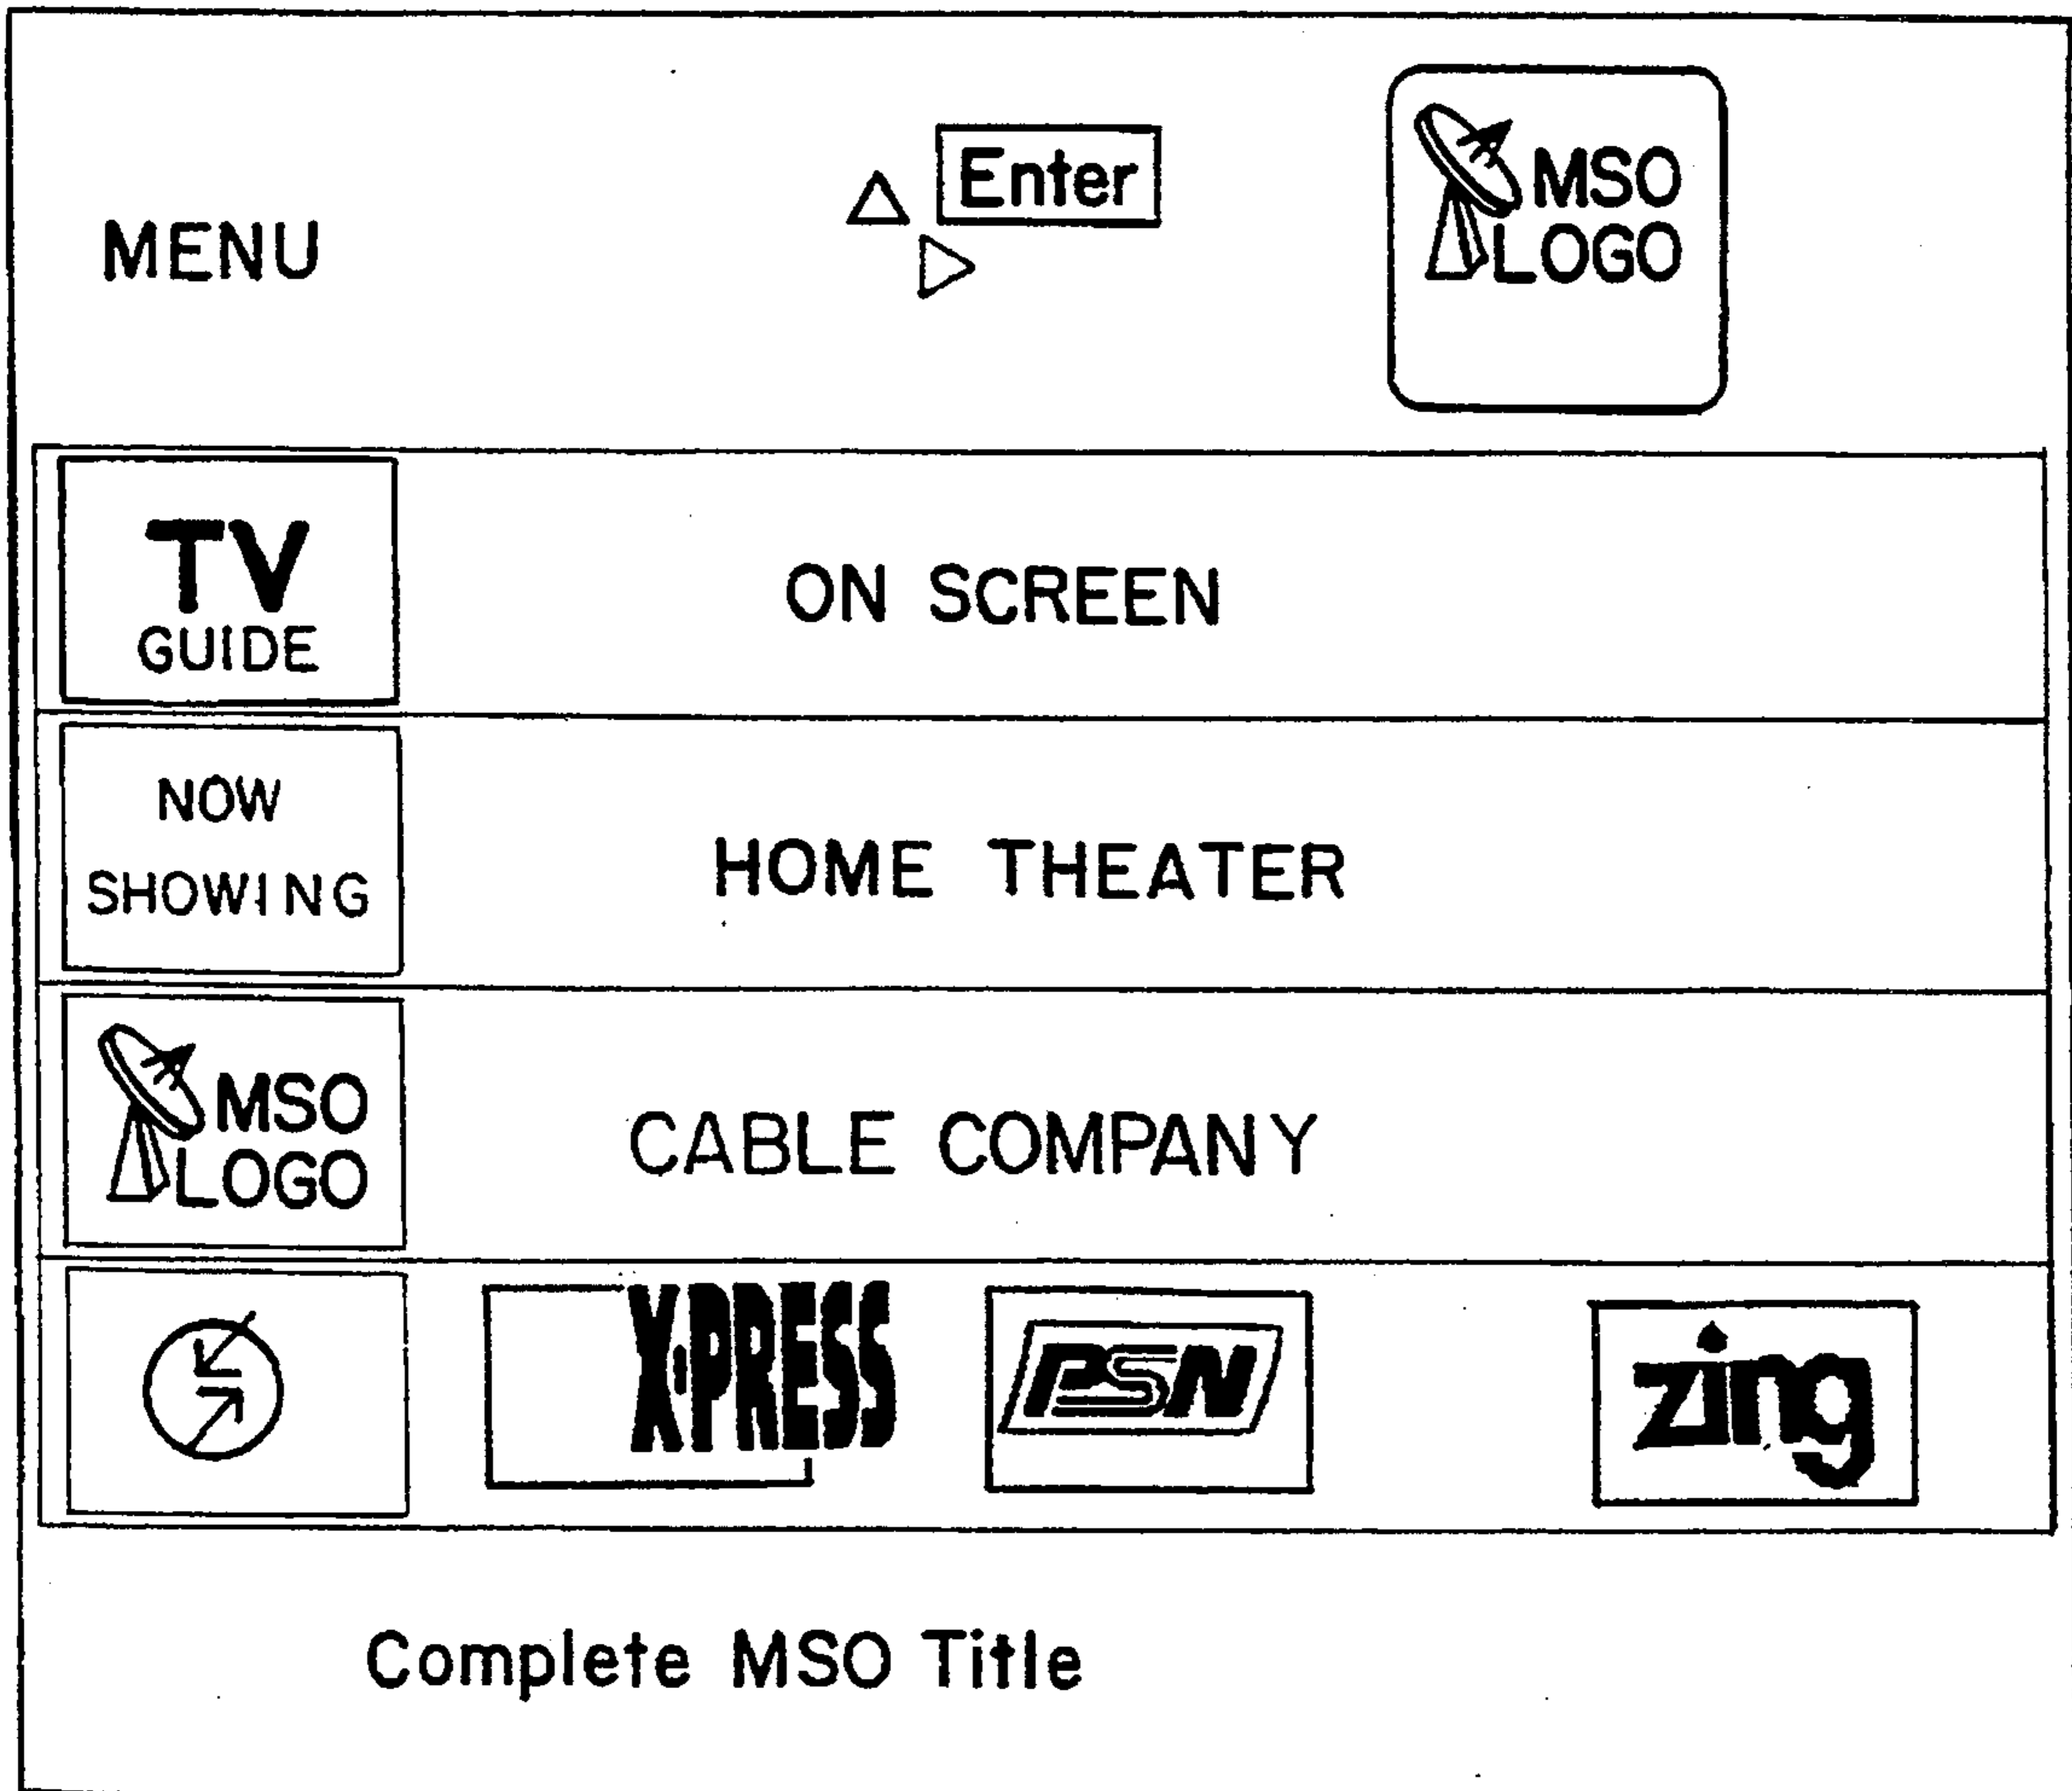 MENU
Enter
MSO
LOGO
TV
GUIDE
ON SCREEN
NOW
SHOWING
HOME THEATER
MSO
LOGO
CABLE COMPANY
X•PRESS
PSN
zing
Complete MSO Title